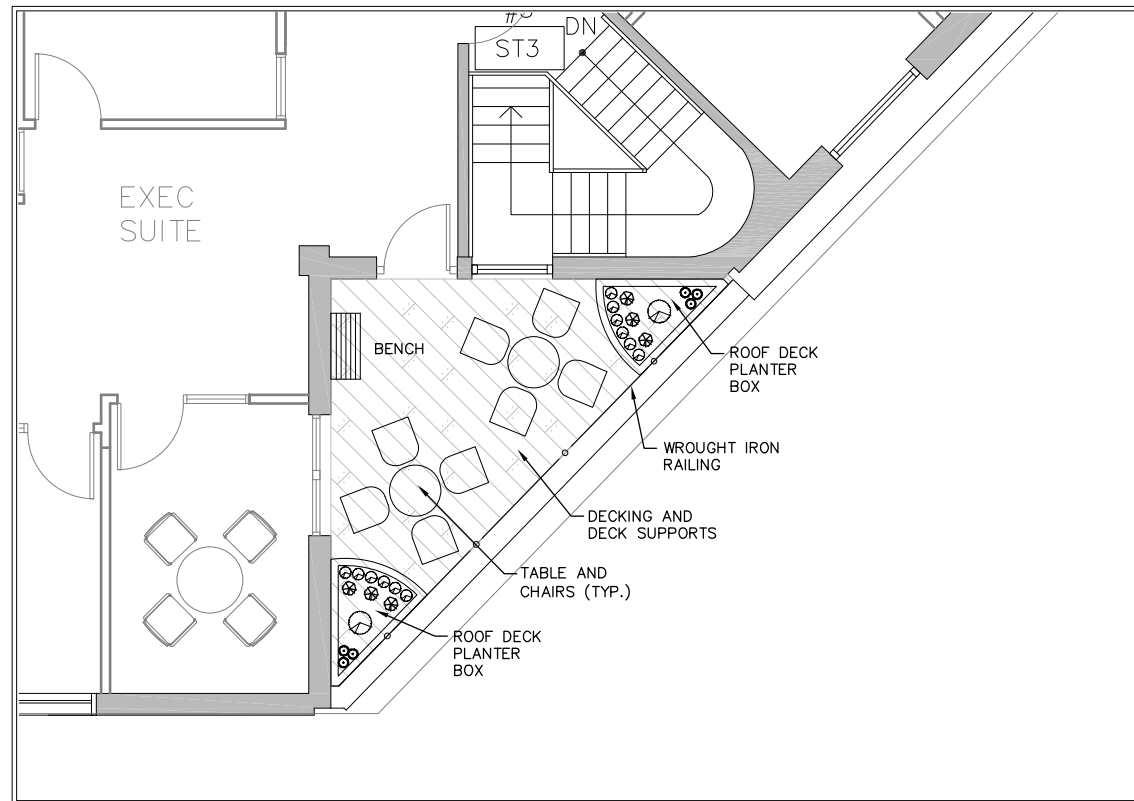 DN
ST3
EXEC
SUITE
BENCH
ROOF DECK
PLANTER
BOX
WROUGHT IRON
RAILING
DECKING AND
DECK SUPPORTS
TABLE AND
CHAIRS (TYP.)
ROOF DECK
PLANTER
BOX